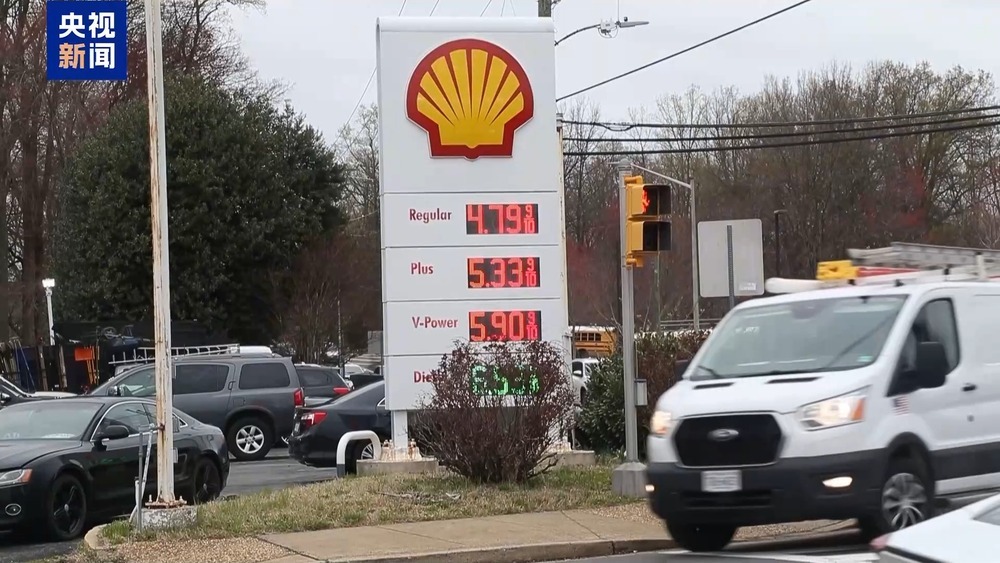 央视
新闻
Regular 4.79 9/10
Plus 5.33 9/10
V-Power 5.90 9/10